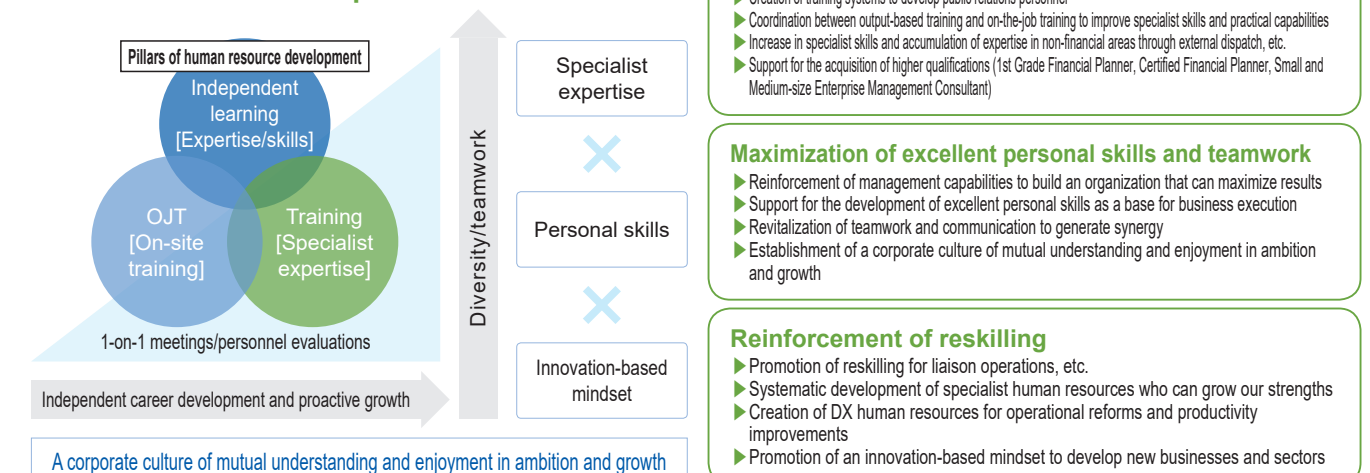 Pillars of human resource development
Independent
learning
[Expertise/skills]
OJT
[On-site
training]
Training
[Specialist
expertise]
1-on-1 meetings/personnel evaluations
Independent career development and proactive growth
Diversity/teamwork
Specialist
expertise
×
Personal skills
×
Innovation-based
mindset
A corporate culture of mutual understanding and enjoyment in ambition and growth
Creation of training systems to develop public relations personnel
▶Coordination between output-based training and on-the-job training to improve specialist skills and practical capabilities
▶Increase in specialist skills and accumulation of expertise in non-financial areas through external dispatch, etc.
▶Support for the acquisition of higher qualifications (1st Grade Financial Planner, Certified Financial Planner, Small and
Medium-size Enterprise Management Consultant)
Maximization of excellent personal skills and teamwork
▶Reinforcement of management capabilities to build an organization that can maximize results
▶Support for the development of excellent personal skills as a base for business execution
▶Revitalization of teamwork and communication to generate synergy
▶Establishment of a corporate culture of mutual understanding and enjoyment in ambition
and growth
Reinforcement of reskilling
▶Promotion of reskilling for liaison operations, etc.
▶Systematic development of specialist human resources who can grow our strengths
▶Creation of DX human resources for operational reforms and productivity
improvements
▶Promotion of an innovation-based mindset to develop new businesses and sectors